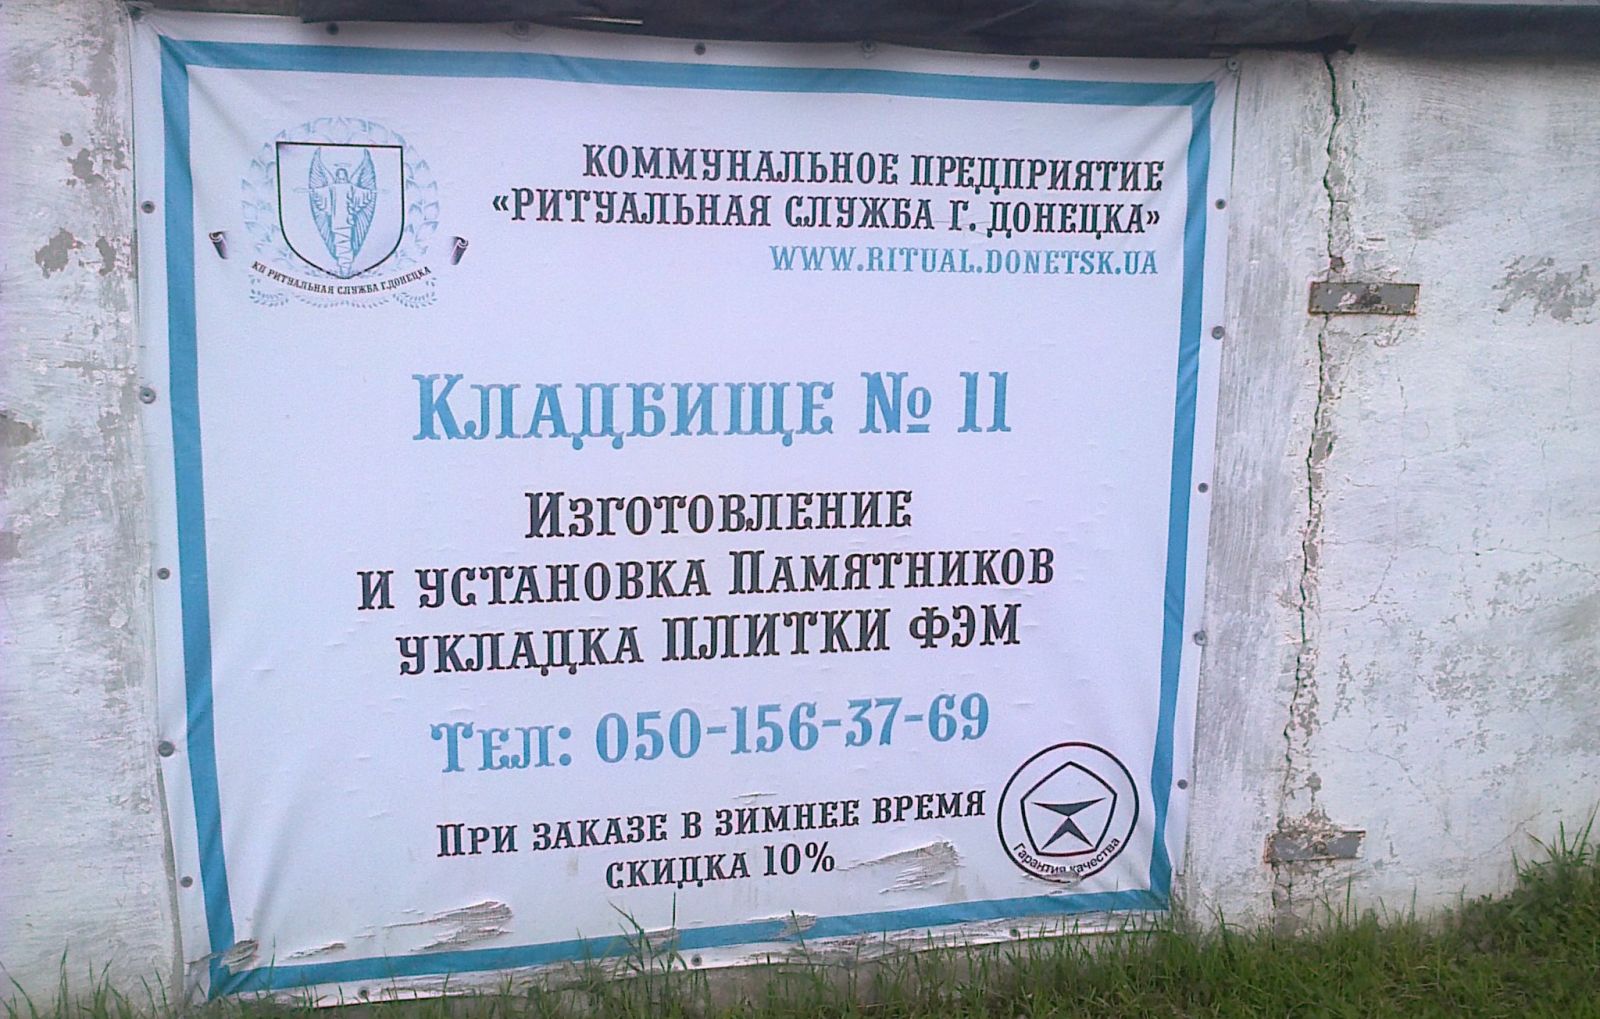 КОММУНАЛЬНОЕ ПРЕДПРИЯТИЕ
«РИТУАЛЬНАЯ СЛУЖБА Г. ДОНЕЦКА»
WWW.RITUAL.DONETSK.UA
КП РИТУАЛЬНАЯ СЛУЖБА Г.ДОНЕЦКА
Кладбище № 11
Изготовление
и установка Памятников
укладка плитки ФЭМ
Тел: 050-156-37-69
При заказе в зимнее время
скидка 10%
Гарантия качества